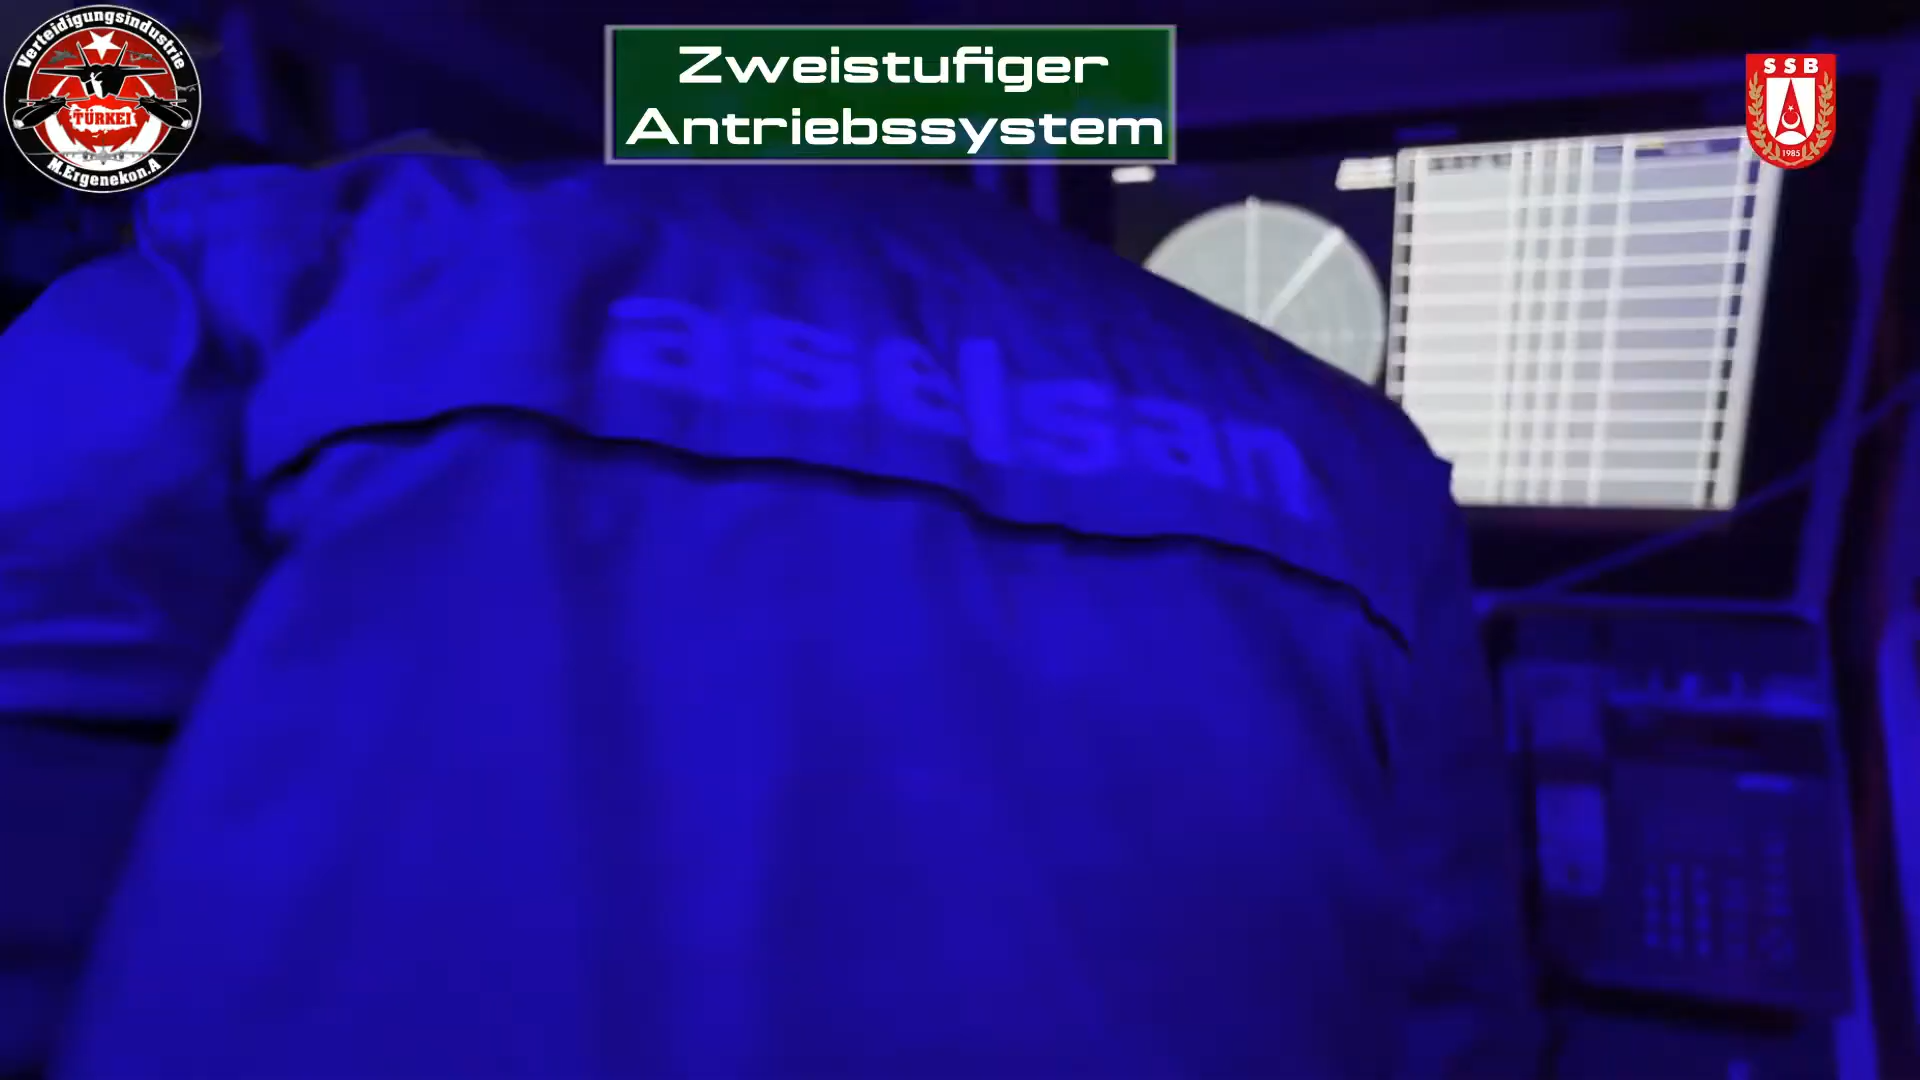 Verteidigungsindustrie
TÜRKEI
M.Ergenekon.A
Zweistufiger
Antriebssystem
SSB
1985
aselsan